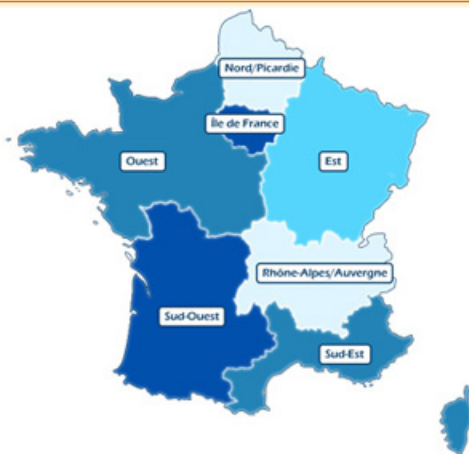 Nord/Picardie
Île de France
Ouest
Est
Rhône-Alpes/Auvergne
Sud-Ouest
Sud-Est